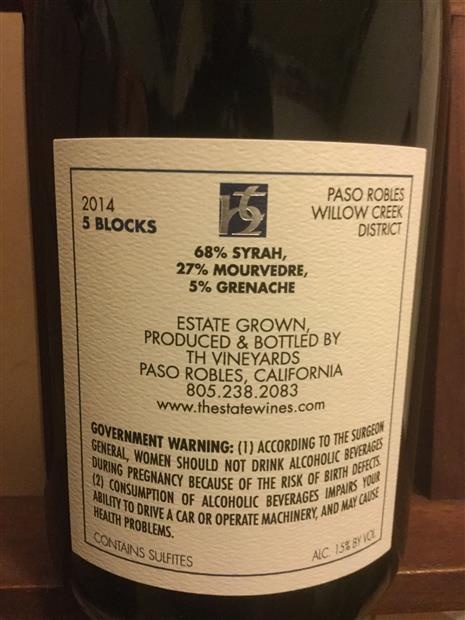 2014
5 BLOCKS
PASO ROBLES
WILLOW CREEK
DISTRICT
68% SYRAH,
27% MOURVEDRE,
5% GRENACHE
ESTATE GROWN,
PRODUCED & BOTTLED BY
TH VINEYARDS
PASO ROBLES, CALIFORNIA
805.238.2083
www.thestatewines.com
GOVERNMENT WARNING: (1) ACCORDING TO THE SURGEON
GENERAL, WOMEN SHOULD NOT DRINK ALCOHOLIC BEVERAGES
DURING PREGNANCY BECAUSE OF THE RISK OF BIRTH DEFECTS.
(2) CONSUMPTION OF ALCOHOLIC BEVERAGES IMPAIRS YOUR
ABILITY TO DRIVE A CAR OR OPERATE MACHINERY, AND MAY CAUSE
HEALTH PROBLEMS.
CONTAINS SULFITES
ALC. 15% BY VOL.